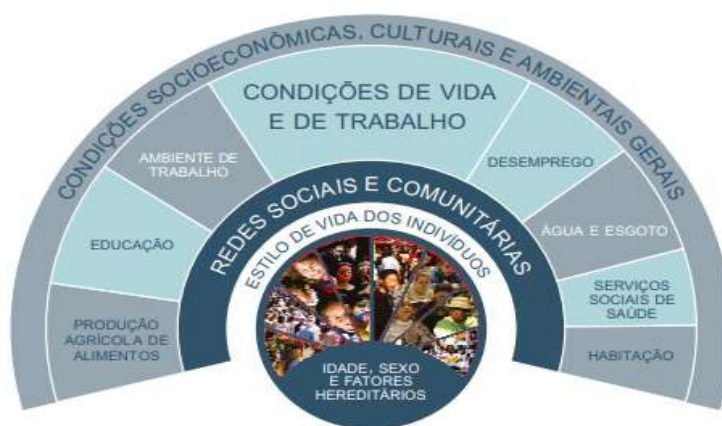 CONDIÇÕES SOCIOECONÔMICAS, CULTURAIS E AMBIENTAIS GERAIS
CONDIÇÕES DE VIDA
E DE TRABALHO
AMBIENTE DE
TRABALHO
DESEMPREGO
EDUCAÇÃO
ÁGUA E ESGOTO
PRODUÇÃO
AGRÍCOLA DE
ALIMENTOS
SERVIÇOS
SOCIAIS DE
SAÚDE
HABITAÇÃO
REDES SOCIAIS E COMUNITÁRIAS
ESTILO DE VIDA DOS INDIVÍDUOS
IDADE, SEXO
E FATORES
HEREDITÁRIOS